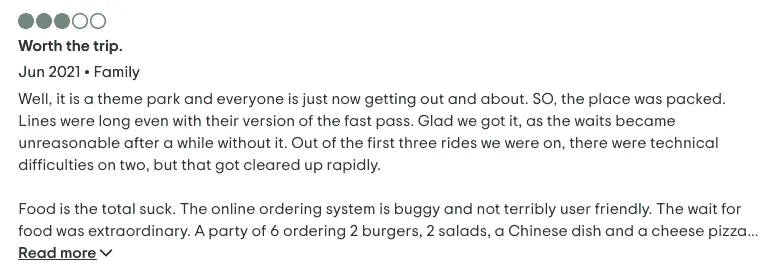 Worth the trip.
Jun 2021 • Family
Well, it is a theme park and everyone is just now getting out and about. SO, the place was packed.
Lines were long even with their version of the fast pass. Glad we got it, as the waits became
unreasonable after a while without it. Out of the first three rides we were on, there were technical
difficulties on two, but that got cleared up rapidly.
Food is the total suck. The online ordering system is buggy and not terribly user friendly. The wait for
food was extraordinary. A party of 6 ordering 2 burgers, 2 salads, a Chinese dish and a cheese pizza...
Read more